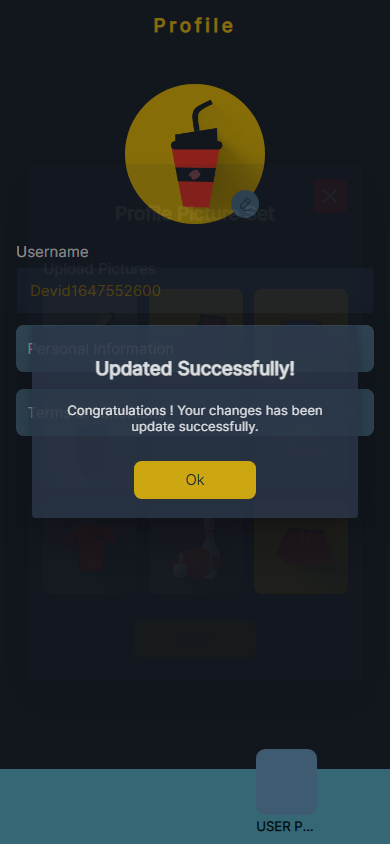 Profile
Profile Picture Set
Username
Upload Pictures
Devid1647552600
Personal Information
Updated Successfully!
Terms
Congratulations ! Your changes has been
update successfully.
Ok
USER P...